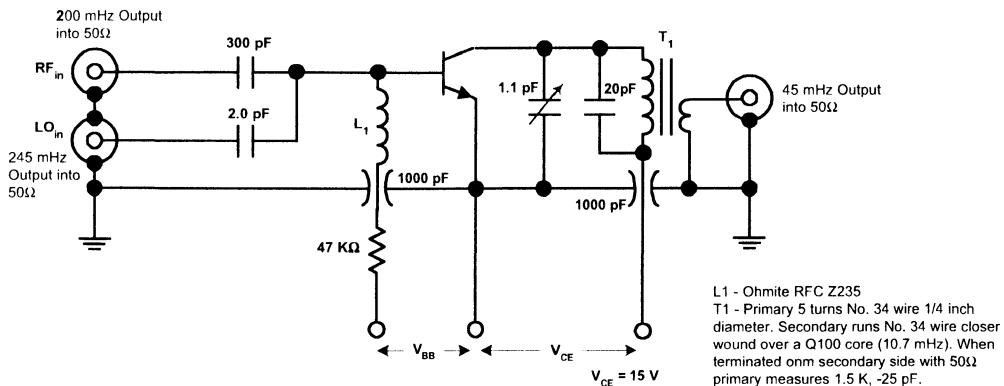 200 mHz Output
into 50Ω
RFin
300 pF
LOin
2.0 pF
245 mHz
Output into
50Ω
L1
1000 pF
47 KΩ
1.1 pF
20pF
T1
45 mHz Output
into 50Ω
1000 pF
VBB
VCE
VCE = 15 V
L1 - Ohmite RFC Z235
T1 - Primary 5 turns No. 34 wire 1/4 inch
diameter. Secondary runs No. 34 wire closer
wound over a Q100 core (10.7 mHz). When
terminated onm secondary side with 50Ω
primary measures 1.5 K, -25 pF.